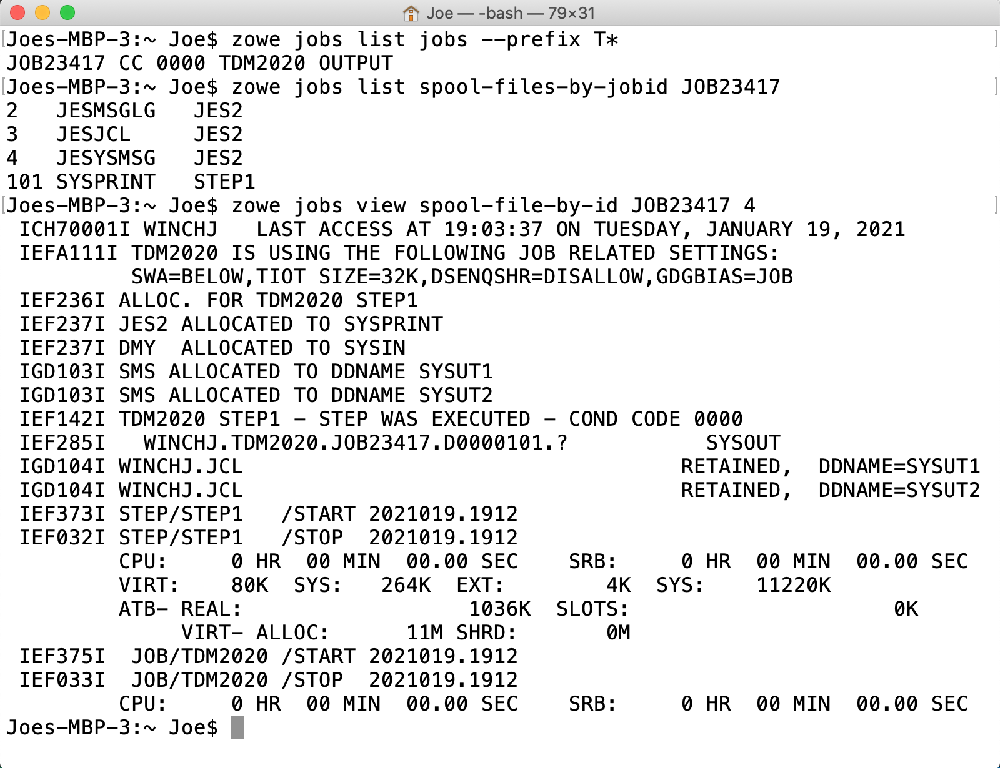 Joe — -bash — 79×31
Joes-MBP-3:~ Joe$ zowe jobs list jobs --prefix T*
JOB23417 CC 0000 TDM2020 OUTPUT
Joes-MBP-3:~ Joe$ zowe jobs list spool-files-by-jobid JOB23417
2   JESMSGLG   JES2
3   JESJCL     JES2
4   JESYSMSG   JES2
101 SYSPRINT   STEP1
Joes-MBP-3:~ Joe$ zowe jobs view spool-file-by-id JOB23417 4
 ICH70001I WINCHJ   LAST ACCESS AT 19:03:37 ON TUESDAY, JANUARY 19, 2021
 IEFA111I TDM2020 IS USING THE FOLLOWING JOB RELATED SETTINGS:
          SWA=BELOW,TIOT SIZE=32K,DSENQSHR=DISALLOW,GDGBIAS=JOB
 IEF236I ALLOC. FOR TDM2020 STEP1
 IEF237I JES2 ALLOCATED TO SYSPRINT
 IEF237I DMY  ALLOCATED TO SYSIN
 IGD103I SMS ALLOCATED TO DDNAME SYSUT1
 IGD103I SMS ALLOCATED TO DDNAME SYSUT2
 IEF142I TDM2020 STEP1 - STEP WAS EXECUTED - COND CODE 0000
 IEF285I   WINCHJ.TDM2020.JOB23417.D0000101.?           SYSOUT
 IGD104I WINCHJ.JCL                                   RETAINED,  DDNAME=SYSUT1
 IGD104I WINCHJ.JCL                                   RETAINED,  DDNAME=SYSUT2
 IEF373I STEP/STEP1   /START 2021019.1912
 IEF032I STEP/STEP1   /STOP  2021019.1912
         CPU:     0 HR  00 MIN  00.00 SEC    SRB:     0 HR  00 MIN  00.00 SEC
         VIRT:    80K  SYS:   264K  EXT:        4K  SYS:    11220K
         ATB- REAL:                  1036K  SLOTS:                     0K
              VIRT- ALLOC:      11M SHRD:       0M
 IEF375I  JOB/TDM2020 /START 2021019.1912
 IEF033I  JOB/TDM2020 /STOP  2021019.1912
         CPU:     0 HR  00 MIN  00.00 SEC    SRB:     0 HR  00 MIN  00.00 SEC
Joes-MBP-3:~ Joe$